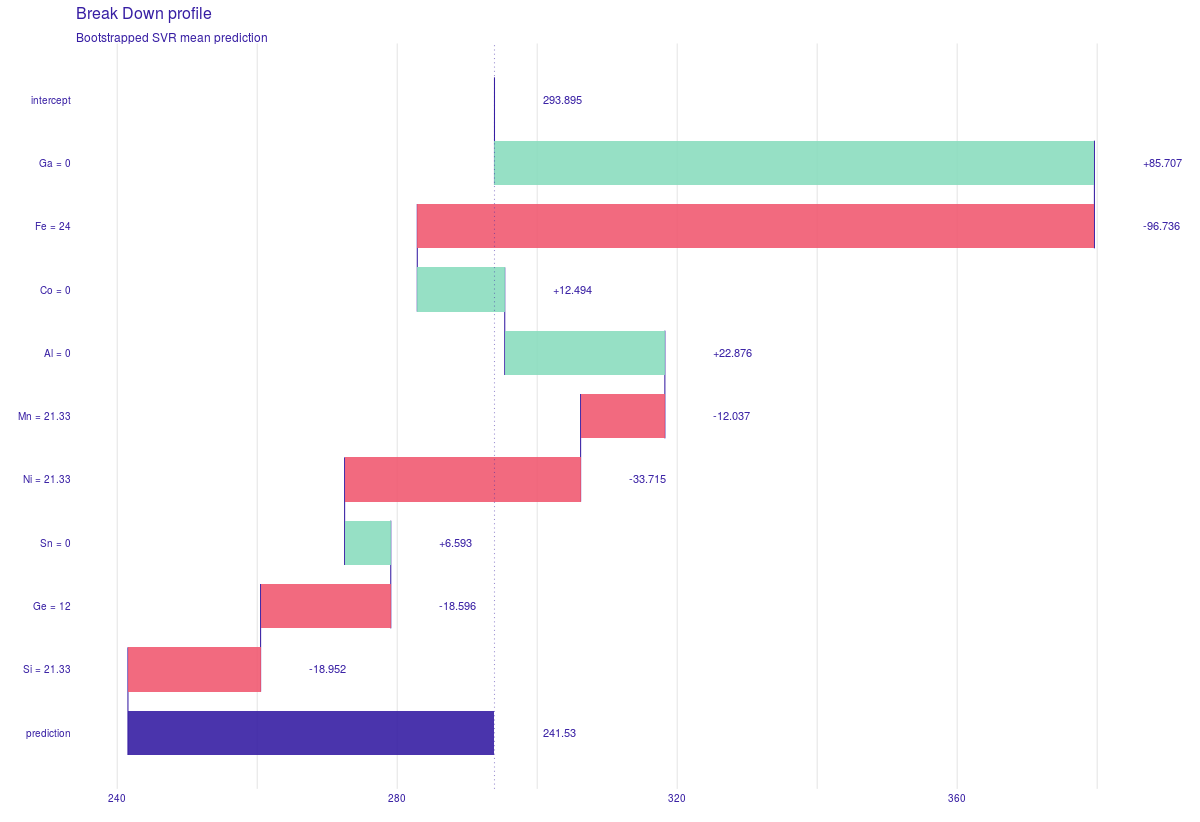 Break Down profile
Bootstrapped SVR mean prediction
intercept 293.895
Ga = 0 +85.707
Fe = 24 -96.736
Co = 0 +12.494
Al = 0 +22.876
Mn = 21.33 -12.037
Ni = 21.33 -33.715
Sn = 0 +6.593
Ge = 12 -18.596
Si = 21.33 -18.952
prediction 241.53
240 280 320 360